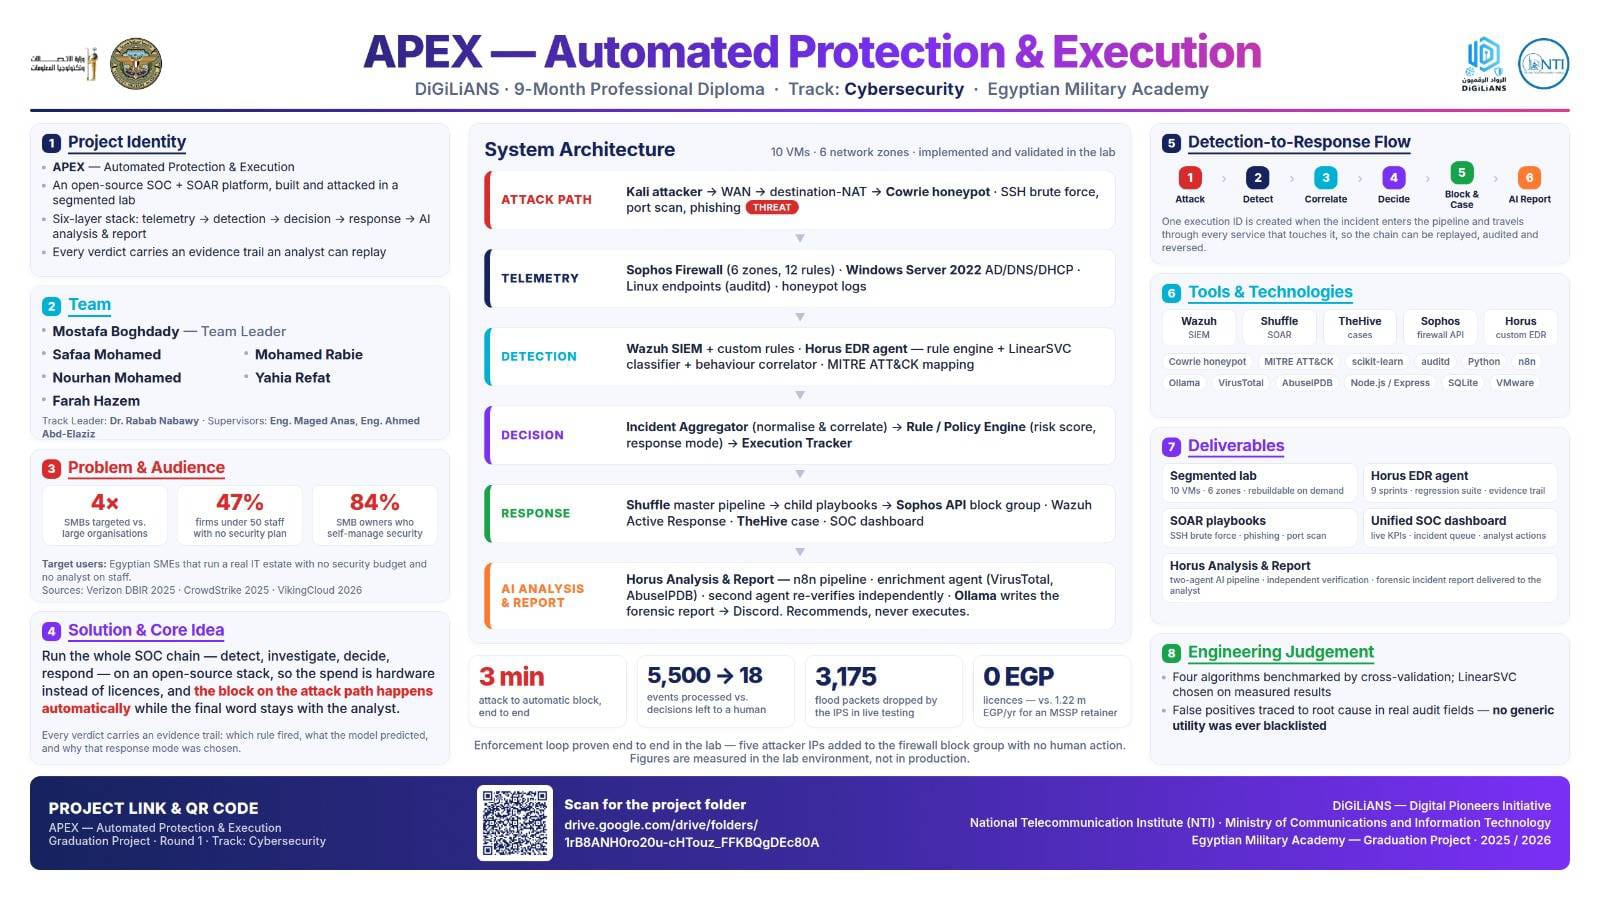 وزارة الاتصالات
وتكنولوجيا المعلومات
APEX — Automated Protection & Execution
DiGiLiANS · 9-Month Professional Diploma · Track: Cybersecurity · Egyptian Military Academy
الرواد الرقميون
DiGiLiANS
NTI
1 Project Identity
• APEX — Automated Protection & Execution
• An open-source SOC + SOAR platform, built and attacked in a
segmented lab
• Six-layer stack: telemetry → detection → decision → response → AI
analysis & report
• Every verdict carries an evidence trail an analyst can replay
2 Team
• Mostafa Boghdady — Team Leader
• Safaa Mohamed
• Mohamed Rabie
• Nourhan Mohamed
• Yahia Refat
• Farah Hazem
Track Leader: Dr. Rabab Nabawy · Supervisors: Eng. Maged Anas, Eng. Ahmed
Abd-Elaziz
3 Problem & Audience
4×
SMBs targeted vs.
large organisations
47%
firms under 50 staff
with no security plan
84%
SMB owners who
self-manage security
Target users: Egyptian SMEs that run a real IT estate with no security budget and
no analyst on staff.
Sources: Verizon DBIR 2025 · CrowdStrike 2025 · VikingCloud 2026
4 Solution & Core Idea
Run the whole SOC chain — detect, investigate, decide,
respond — on an open-source stack, so the spend is hardware
instead of licences, and the block on the attack path happens
automatically while the final word stays with the analyst.
Every verdict carries an evidence trail: which rule fired, what the model predicted,
and why that response mode was chosen.
System Architecture
10 VMs · 6 network zones · implemented and validated in the lab
ATTACK PATH
Kali attacker → WAN → destination-NAT → Cowrie honeypot · SSH brute force,
port scan, phishing THREAT
TELEMETRY
Sophos Firewall (6 zones, 12 rules) · Windows Server 2022 AD/DNS/DHCP ·
Linux endpoints (auditd) · honeypot logs
DETECTION
Wazuh SIEM + custom rules · Horus EDR agent — rule engine + LinearSVC
classifier + behaviour correlator · MITRE ATT&CK mapping
DECISION
Incident Aggregator (normalise & correlate) → Rule / Policy Engine (risk score,
response mode) → Execution Tracker
RESPONSE
Shuffle master pipeline → child playbooks → Sophos API block group · Wazuh
Active Response · TheHive case · SOC dashboard
AI ANALYSIS
& REPORT
Horus Analysis & Report — n8n pipeline · enrichment agent (VirusTotal,
AbuseIPDB) · second agent re-verifies independently · Ollama writes the
forensic report → Discord. Recommends, never executes.
3 min
attack to automatic block,
end to end
5,500 → 18
events processed vs.
decisions left to a human
3,175
flood packets dropped by
the IPS in live testing
0 EGP
licences — vs. 1.22 m
EGP/yr for an MSSP retainer
Enforcement loop proven end to end in the lab — five attacker IPs added to the firewall block group with no human action.
Figures are measured in the lab environment, not in production.
5 Detection-to-Response Flow
1 › 2 › 3 › 4 › 5 › 6
Attack Detect Correlate Decide Block &
Case AI Report
One execution ID is created when the incident enters the pipeline and travels
through every service that touches it, so the chain can be replayed, audited and
reversed.
6 Tools & Technologies
Wazuh
SIEM
Shuffle
SOAR
TheHive
cases
Sophos
firewall API
Horus
custom EDR
Cowrie honeypot MITRE ATT&CK scikit-learn auditd Python n8n
Ollama VirusTotal AbuseIPDB Node.js / Express SQLite VMware
7 Deliverables
Segmented lab
10 VMs · 6 zones · rebuildable on demand
Horus EDR agent
9 sprints · regression suite · evidence trail
SOAR playbooks
SSH brute force · phishing · port scan
Unified SOC dashboard
live KPIs · incident queue · analyst actions
Horus Analysis & Report
two-agent AI pipeline · independent verification · forensic incident report delivered to the
analyst
8 Engineering Judgement
• Four algorithms benchmarked by cross-validation; LinearSVC
chosen on measured results
• False positives traced to root cause in real audit fields — no generic
utility was ever blacklisted
PROJECT LINK & QR CODE
APEX — Automated Protection & Execution
Graduation Project · Round 1 · Track: Cybersecurity
Scan for the project folder
drive.google.com/drive/folders/
1rB8ANH0ro20u-cHTouz_FFKBQgDEc80A
DiGiLiANS — Digital Pioneers Initiative
National Telecommunication Institute (NTI) · Ministry of Communications and Information Technology
Egyptian Military Academy — Graduation Project · 2025 / 2026